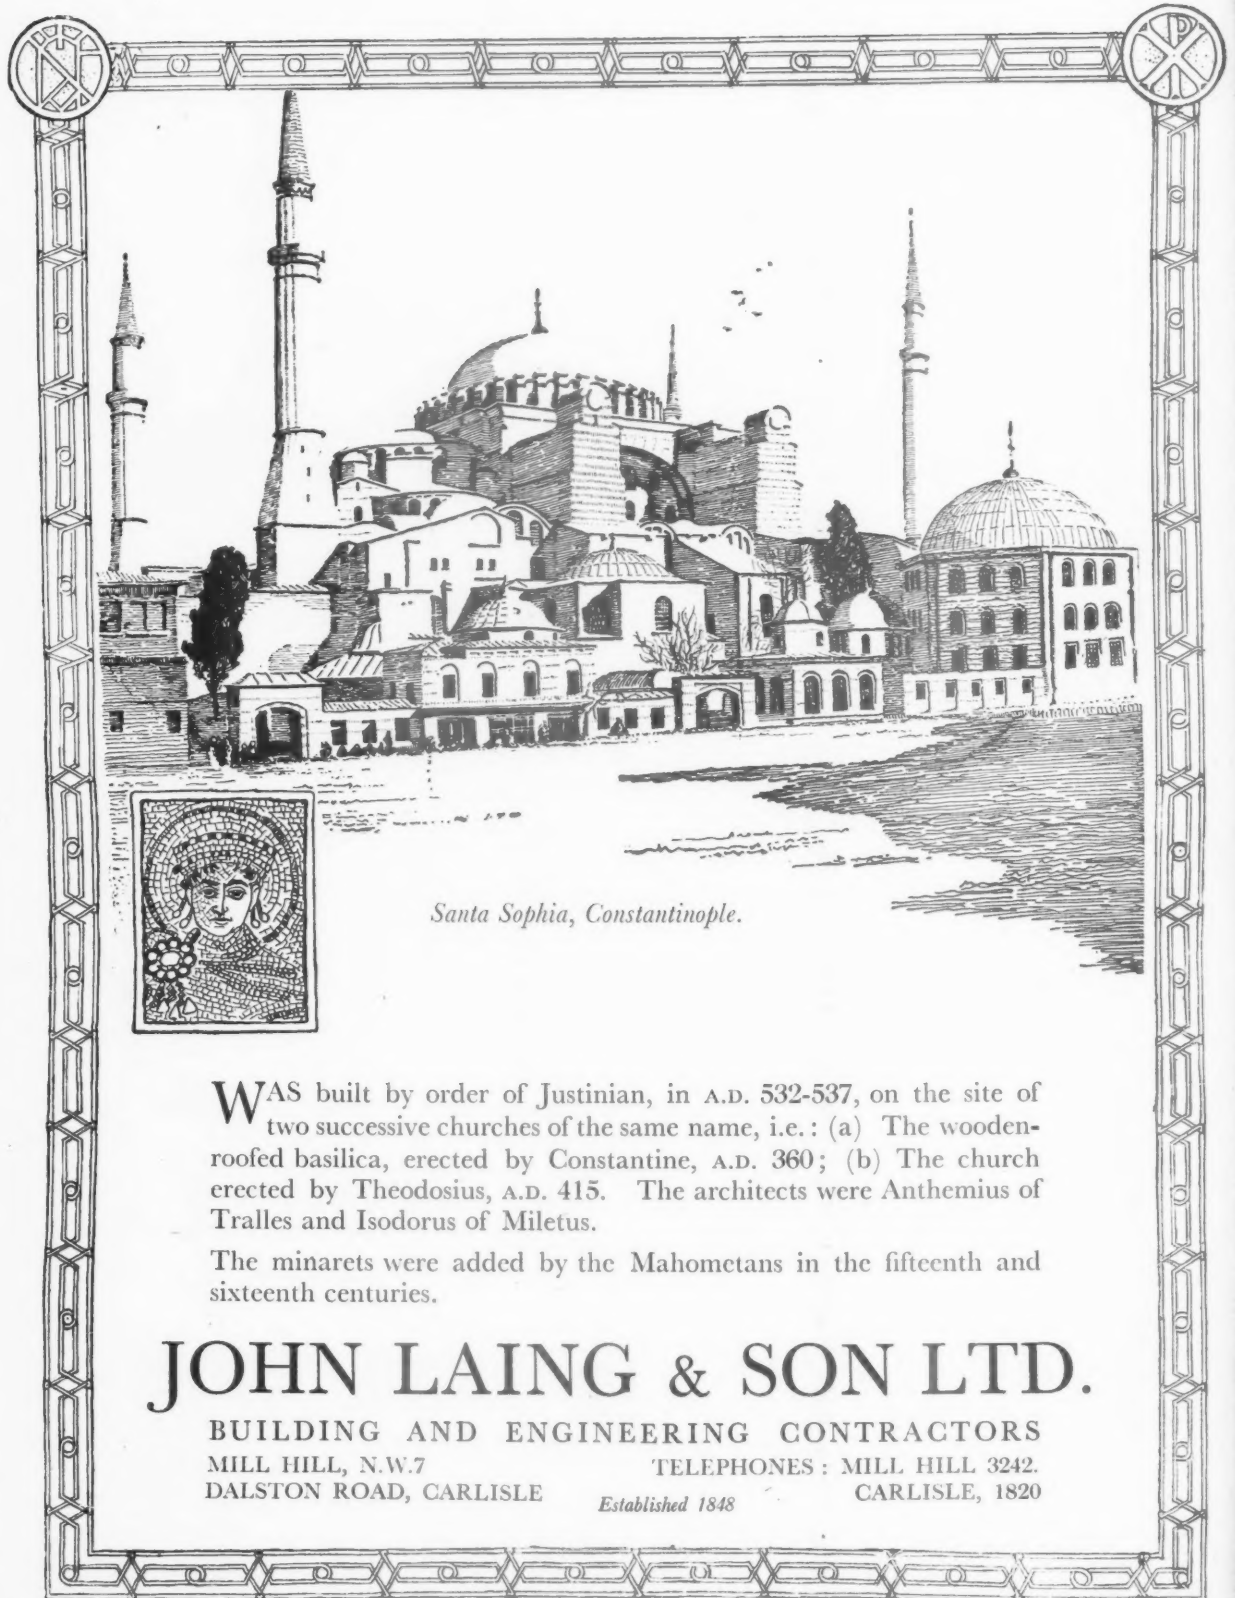 Santa Sophia, Constantinople.
WAS built by order of Justinian, in A.D. 532-537, on the site of
two successive churches of the same name, i.e.: (a) The wooden-
roofed basilica, erected by Constantine, A.D. 360; (b) The church
erected by Theodosius, A.D. 415. The architects were Anthemius of
Tralles and Isodorus of Miletus.
The minarets were added by the Mahometans in the fifteenth and
sixteenth centuries.
JOHN LAING & SON LTD.
BUILDING AND ENGINEERING CONTRACTORS
MILL HILL, N.W.7 TELEPHONES: MILL HILL 3242.
DALSTON ROAD, CARLISLE CARLISLE, 1820
Established 1848